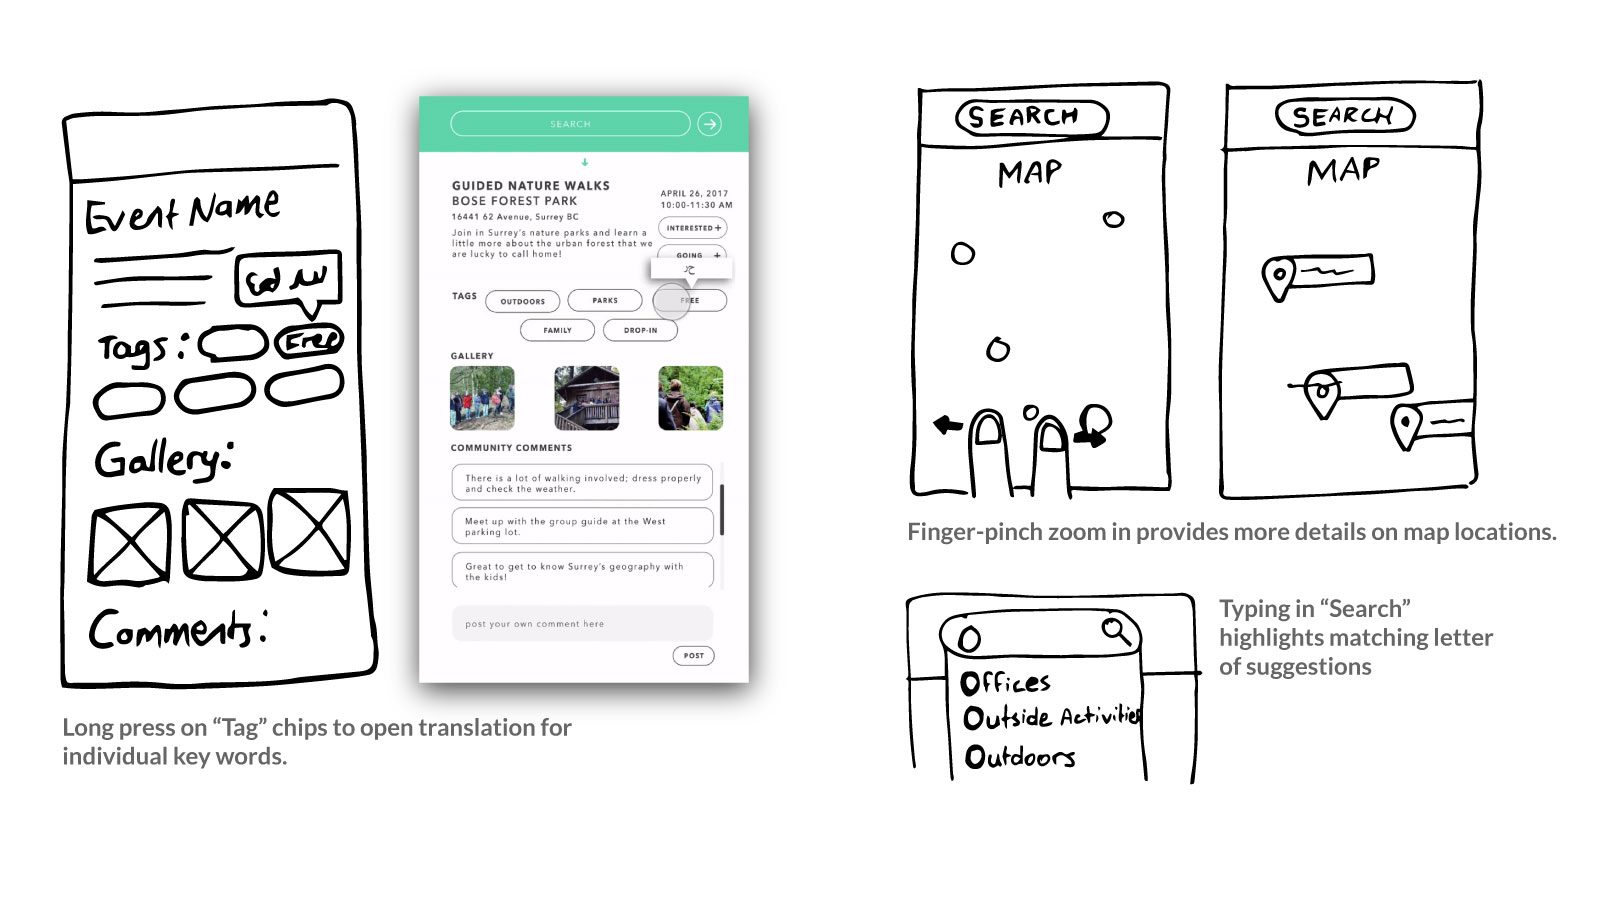 Event Name
Tags: Free
Gallery:
Comments:
Long press on “Tag” chips to open translation for
individual key words.
SEARCH
GUIDED NATURE WALKS
BOSE FOREST PARK
16441 62 Avenue, Surrey BC
Join in Surrey's nature parks and learn a
little more about the urban forest that we
are lucky to call home!
APRIL 26, 2017
10:00-11:30 AM
INTERESTED +
GOING +
TAGS
OUTDOORS
PARKS
FREE
FAMILY
DROP-IN
GALLERY
COMMUNITY COMMENTS
There is a lot of walking involved; dress properly
and check the weather.
Meet up with the group guide at the West
parking lot.
Great to get to know Surrey's geography with
the kids!
post your own comment here
POST
SEARCH
MAP
SEARCH
MAP
Finger-pinch zoom in provides more details on map locations.
O
Offices
Outside Activities
Outdoors
Typing in “Search”
highlights matching letter
of suggestions